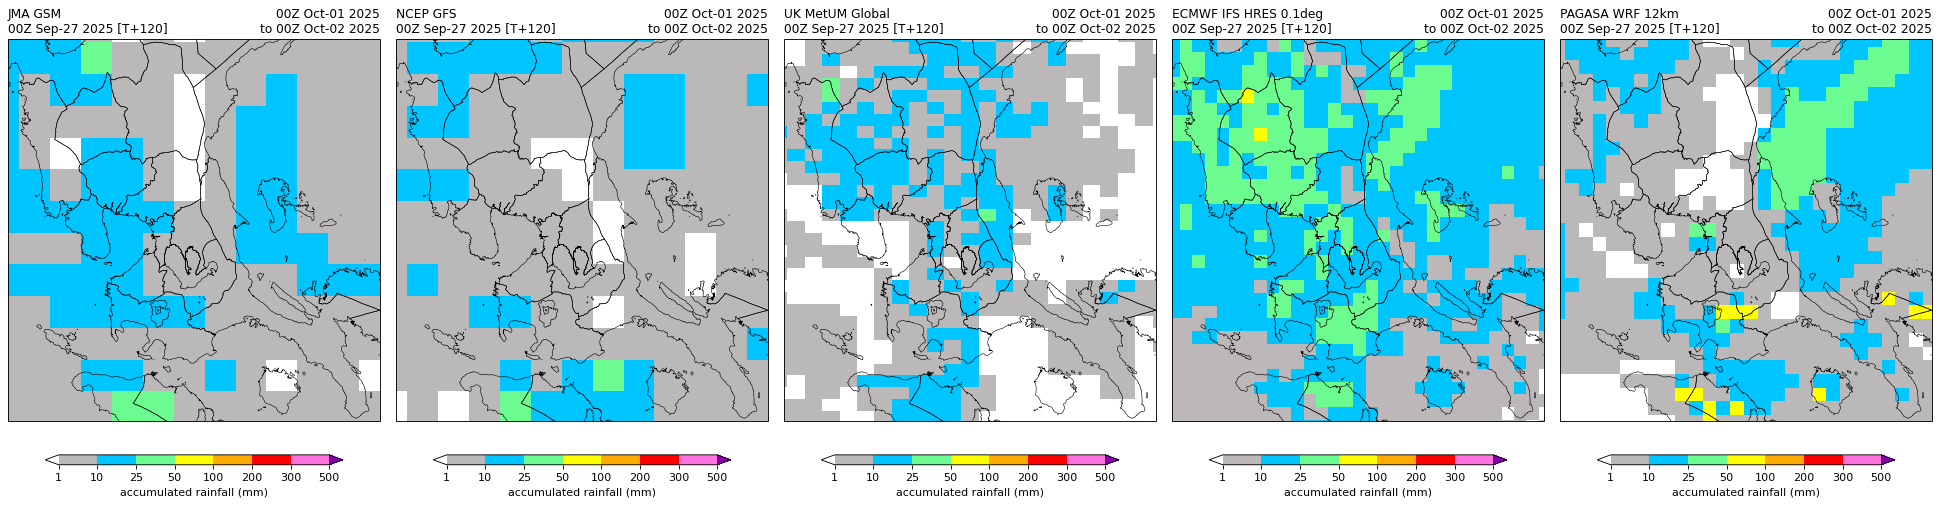 JMA GSM 00Z Oct-01 2025
00Z Sep-27 2025 [T+120] to 00Z Oct-02 2025
NCEP GFS 00Z Oct-01 2025
00Z Sep-27 2025 [T+120] to 00Z Oct-02 2025
UK MetUM Global 00Z Oct-01 2025
00Z Sep-27 2025 [T+120] to 00Z Oct-02 2025
ECMWF IFS HRES 0.1deg 00Z Oct-01 2025
00Z Sep-27 2025 [T+120] to 00Z Oct-02 2025
PAGASA WRF 12km 00Z Oct-01 2025
00Z Sep-27 2025 [T+120] to 00Z Oct-02 2025
1 10 25 50 100 200 300 500
accumulated rainfall (mm)
1 10 25 50 100 200 300 500
accumulated rainfall (mm)
1 10 25 50 100 200 300 500
accumulated rainfall (mm)
1 10 25 50 100 200 300 500
accumulated rainfall (mm)
1 10 25 50 100 200 300 500
accumulated rainfall (mm)